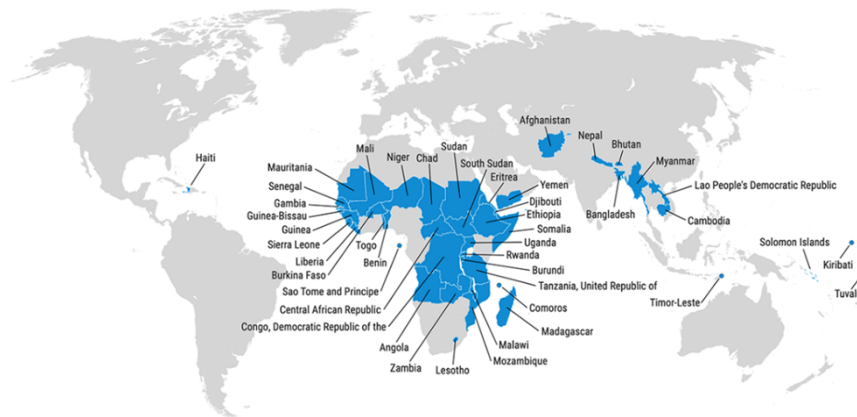 Haiti
Mauritania
Senegal
Gambia
Guinea-Bissau
Guinea
Sierra Leone
Liberia
Burkina Faso
Sao Tome and Principe
Central African Republic
Congo, Democratic Republic of the
Angola
Zambia
Lesotho
Mali
Niger
Chad
Sudan
South Sudan
Eritrea
Yemen
Djibouti
Ethiopia
Somalia
Uganda
Rwanda
Burundi
Tanzania, United Republic of
Comoros
Madagascar
Malawi
Mozambique
Togo
Benin
Afghanistan
Nepal
Bhutan
Myanmar
Lao People's Democratic Republic
Bangladesh
Cambodia
Solomon Islands
Kiribati
Tuval
Timor-Leste